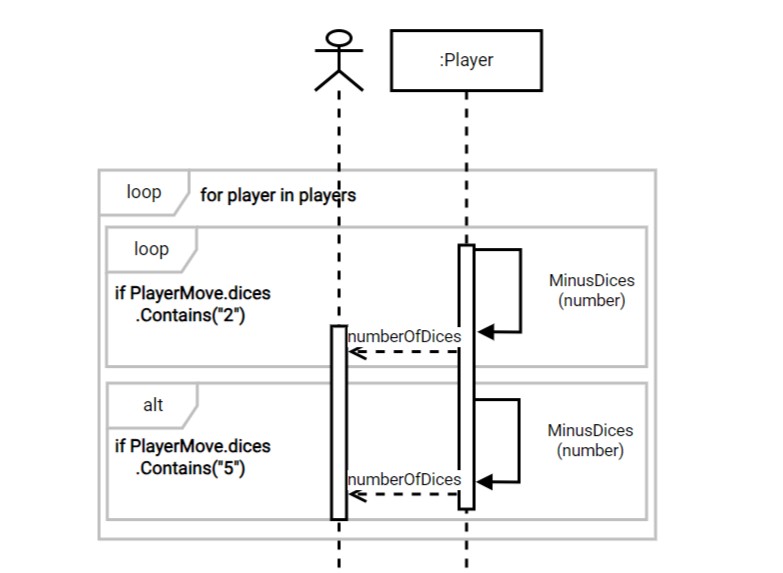 :Player
loop
for player in players
loop
if PlayerMove.dices
.Contains("2")
MinusDices
(number)
numberOfDices
alt
if PlayerMove.dices
.Contains("5")
MinusDices
(number)
numberOfDices